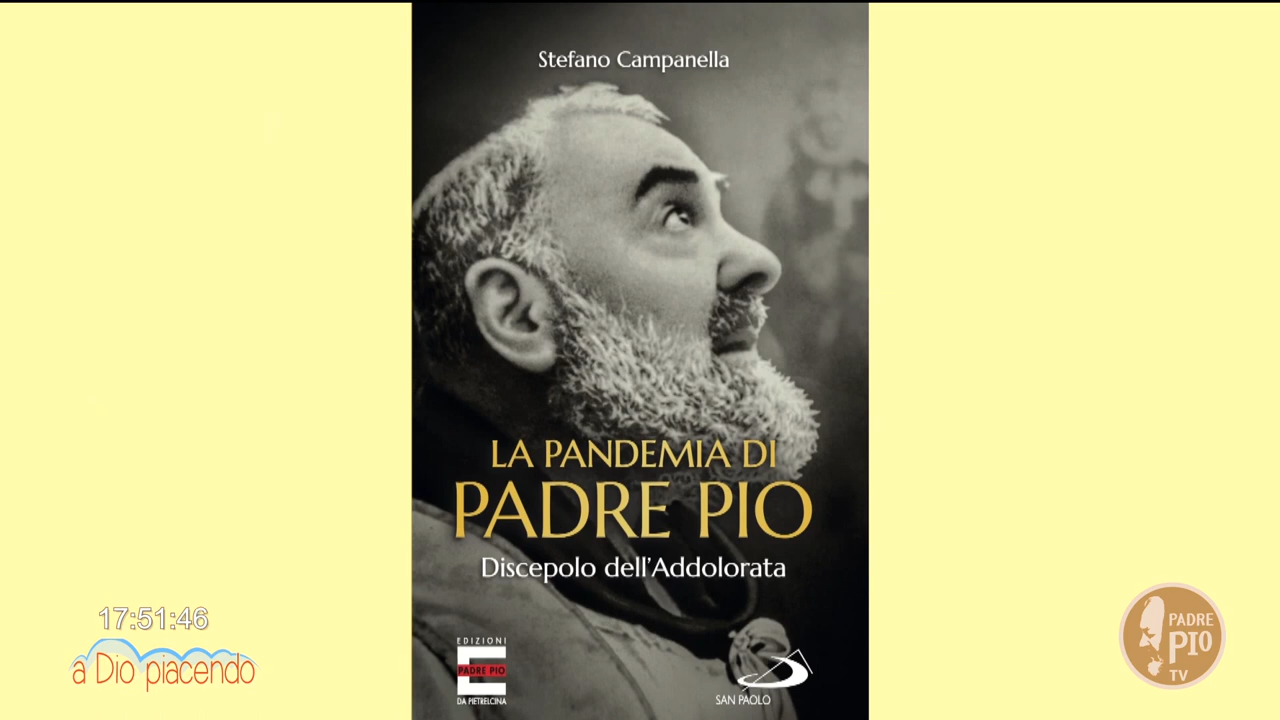 Stefano Campanella
LA PANDEMIA DI
PADRE PIO
Discepolo dell'Addolorata
EDIZIONI
PADRE PIO
DA PIETRELCINA
SAN PAOLO
17:51:46
a Dio piacendo
PADRE
PIO
TV